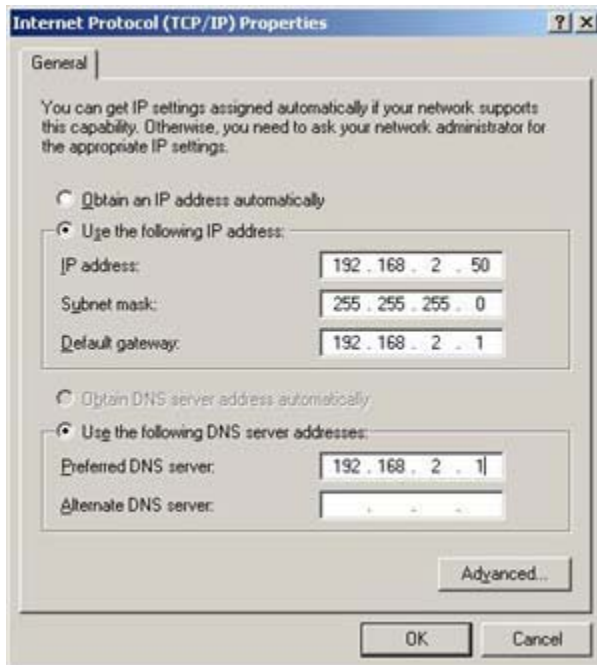 Internet Protocol (TCP/IP) Properties
General
You can get IP settings assigned automatically if your network supports
this capability. Otherwise, you need to ask your network administrator for
the appropriate IP settings.
Obtain an IP address automatically
Use the following IP address:
IP address: 192 . 168 . 2 . 50
Subnet mask: 255 . 255 . 255 . 0
Default gateway: 192 . 168 . 2 . 1
Obtain DNS server address automatically
Use the following DNS server addresses:
Preferred DNS server: 192 . 168 . 2 . 1
Alternate DNS server: . . .
Advanced...
OK Cancel